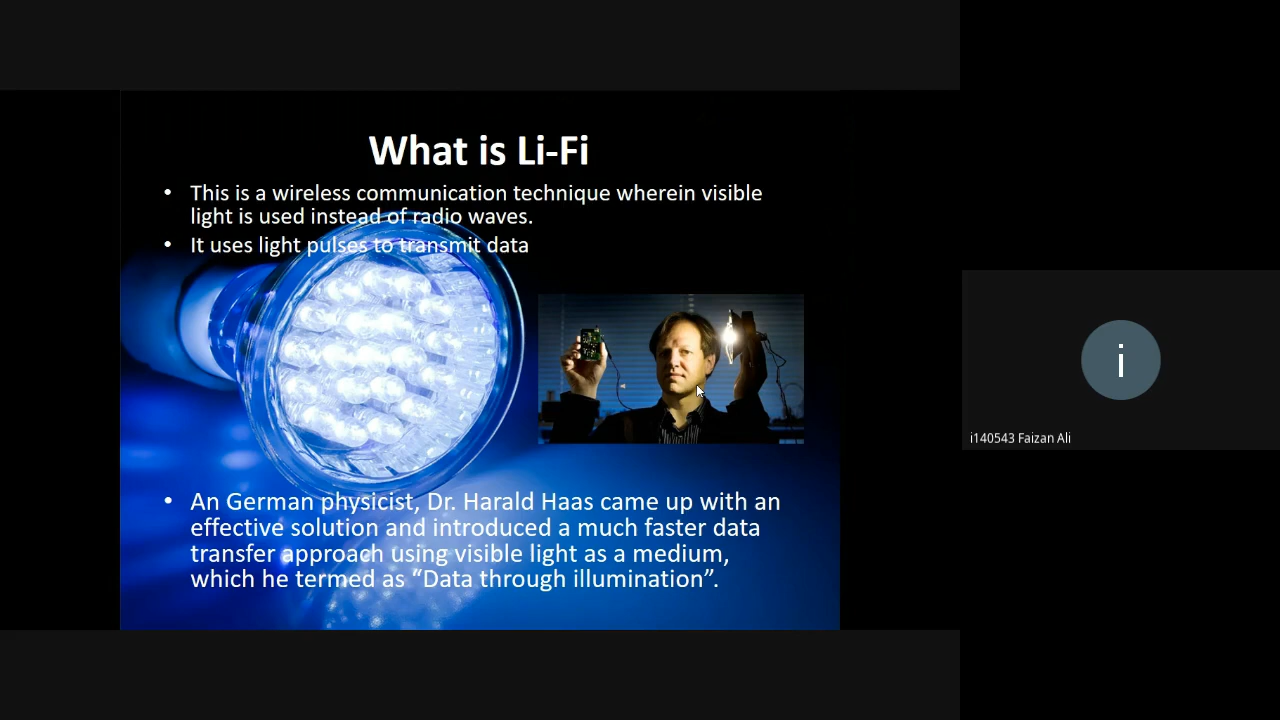 What is Li-Fi
• This is a wireless communication technique wherein visible
light is used instead of radio waves.
• It uses light pulses to transmit data
• An German physicist, Dr. Harald Haas came up with an
effective solution and introduced a much faster data
transfer approach using visible light as a medium,
which he termed as “Data through illumination”.
i
i140543 Faizan Ali